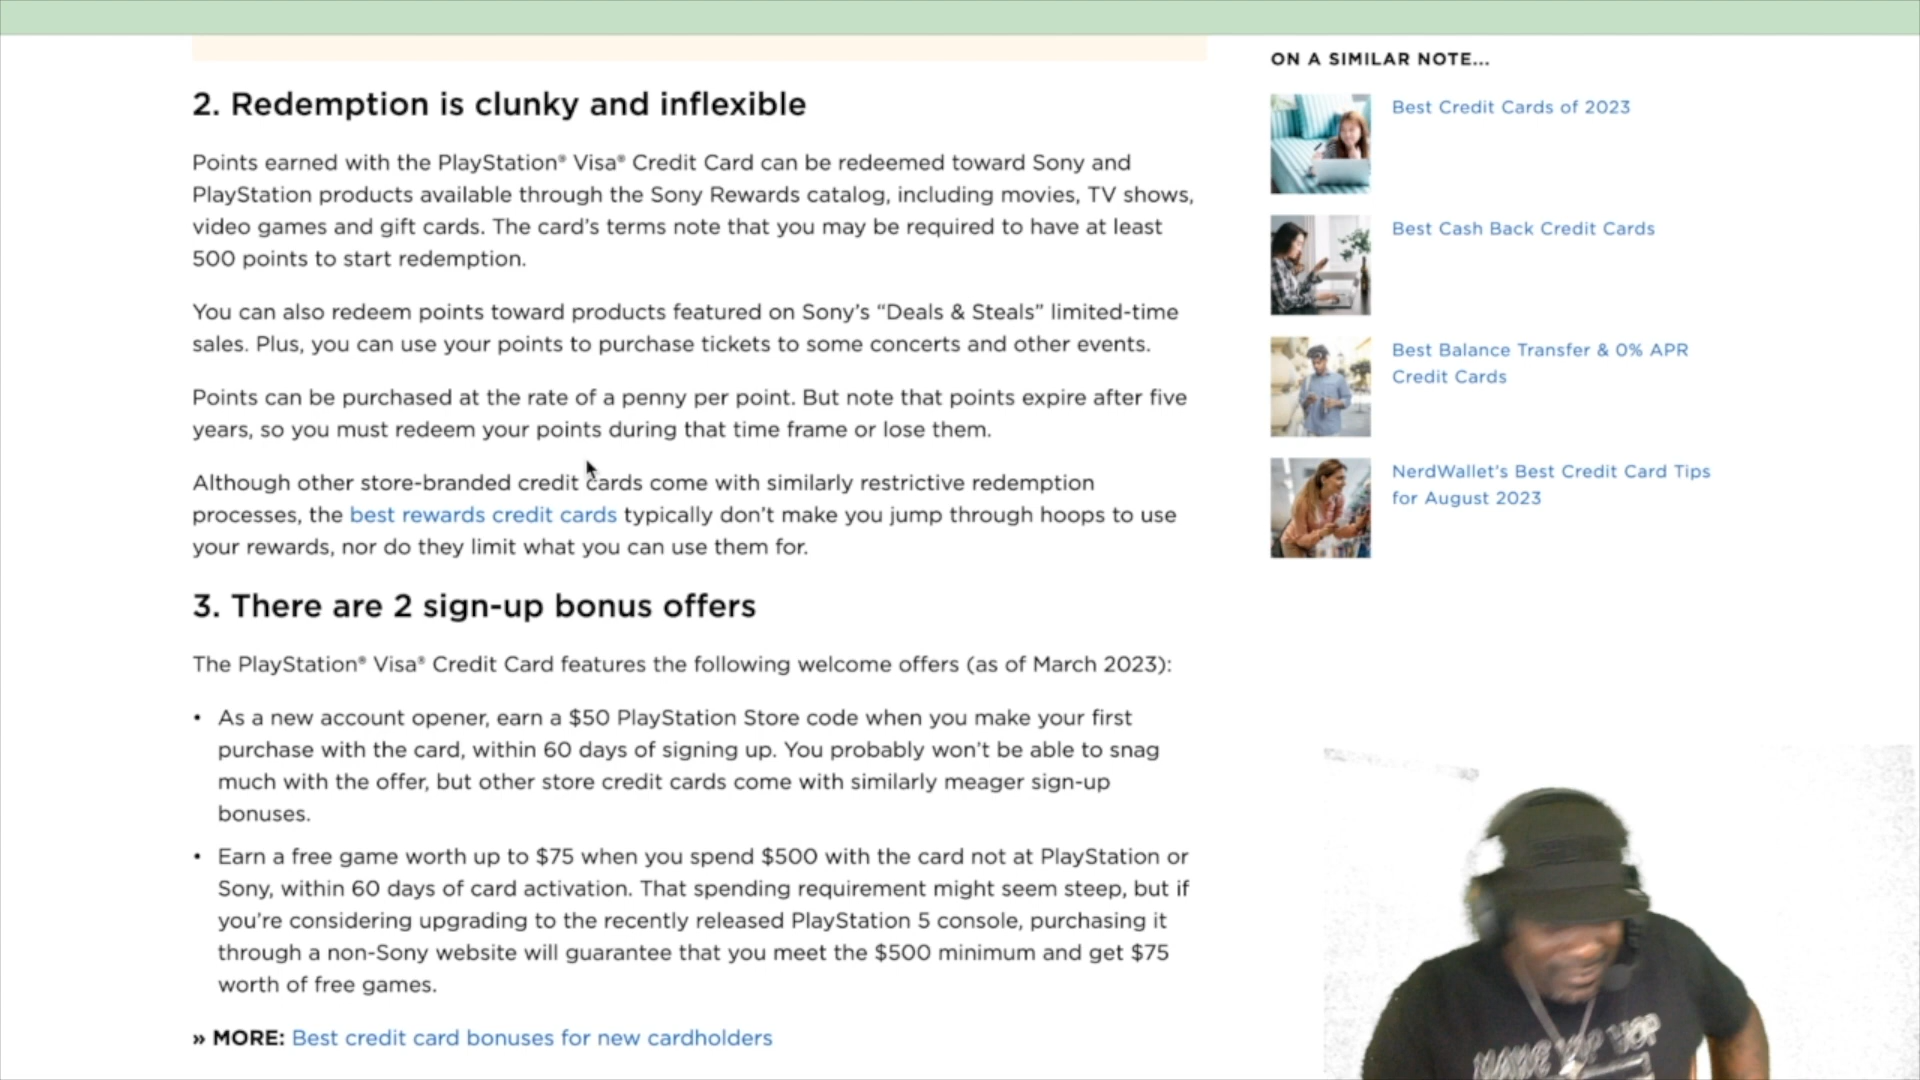 2. Redemption is clunky and inflexible
Points earned with the PlayStation® Visa® Credit Card can be redeemed toward Sony and
PlayStation products available through the Sony Rewards catalog, including movies, TV shows,
video games and gift cards. The card’s terms note that you may be required to have at least
500 points to start redemption.
You can also redeem points toward products featured on Sony’s “Deals & Steals” limited-time
sales. Plus, you can use your points to purchase tickets to some concerts and other events.
Points can be purchased at the rate of a penny per point. But note that points expire after five
years, so you must redeem your points during that time frame or lose them.
Although other store-branded credit cards come with similarly restrictive redemption
processes, the best rewards credit cards typically don’t make you jump through hoops to use
your rewards, nor do they limit what you can use them for.
3. There are 2 sign-up bonus offers
The PlayStation® Visa® Credit Card features the following welcome offers (as of March 2023):
• As a new account opener, earn a $50 PlayStation Store code when you make your first
purchase with the card, within 60 days of signing up. You probably won’t be able to snag
much with the offer, but other store credit cards come with similarly meager sign-up
bonuses.
• Earn a free game worth up to $75 when you spend $500 with the card not at PlayStation or
Sony, within 60 days of card activation. That spending requirement might seem steep, but if
you’re considering upgrading to the recently released PlayStation 5 console, purchasing it
through a non-Sony website will guarantee that you meet the $500 minimum and get $75
worth of free games.
» MORE: Best credit card bonuses for new cardholders
ON A SIMILAR NOTE...
Best Credit Cards of 2023
Best Cash Back Credit Cards
Best Balance Transfer & 0% APR
Credit Cards
NerdWallet’s Best Credit Card Tips
for August 2023